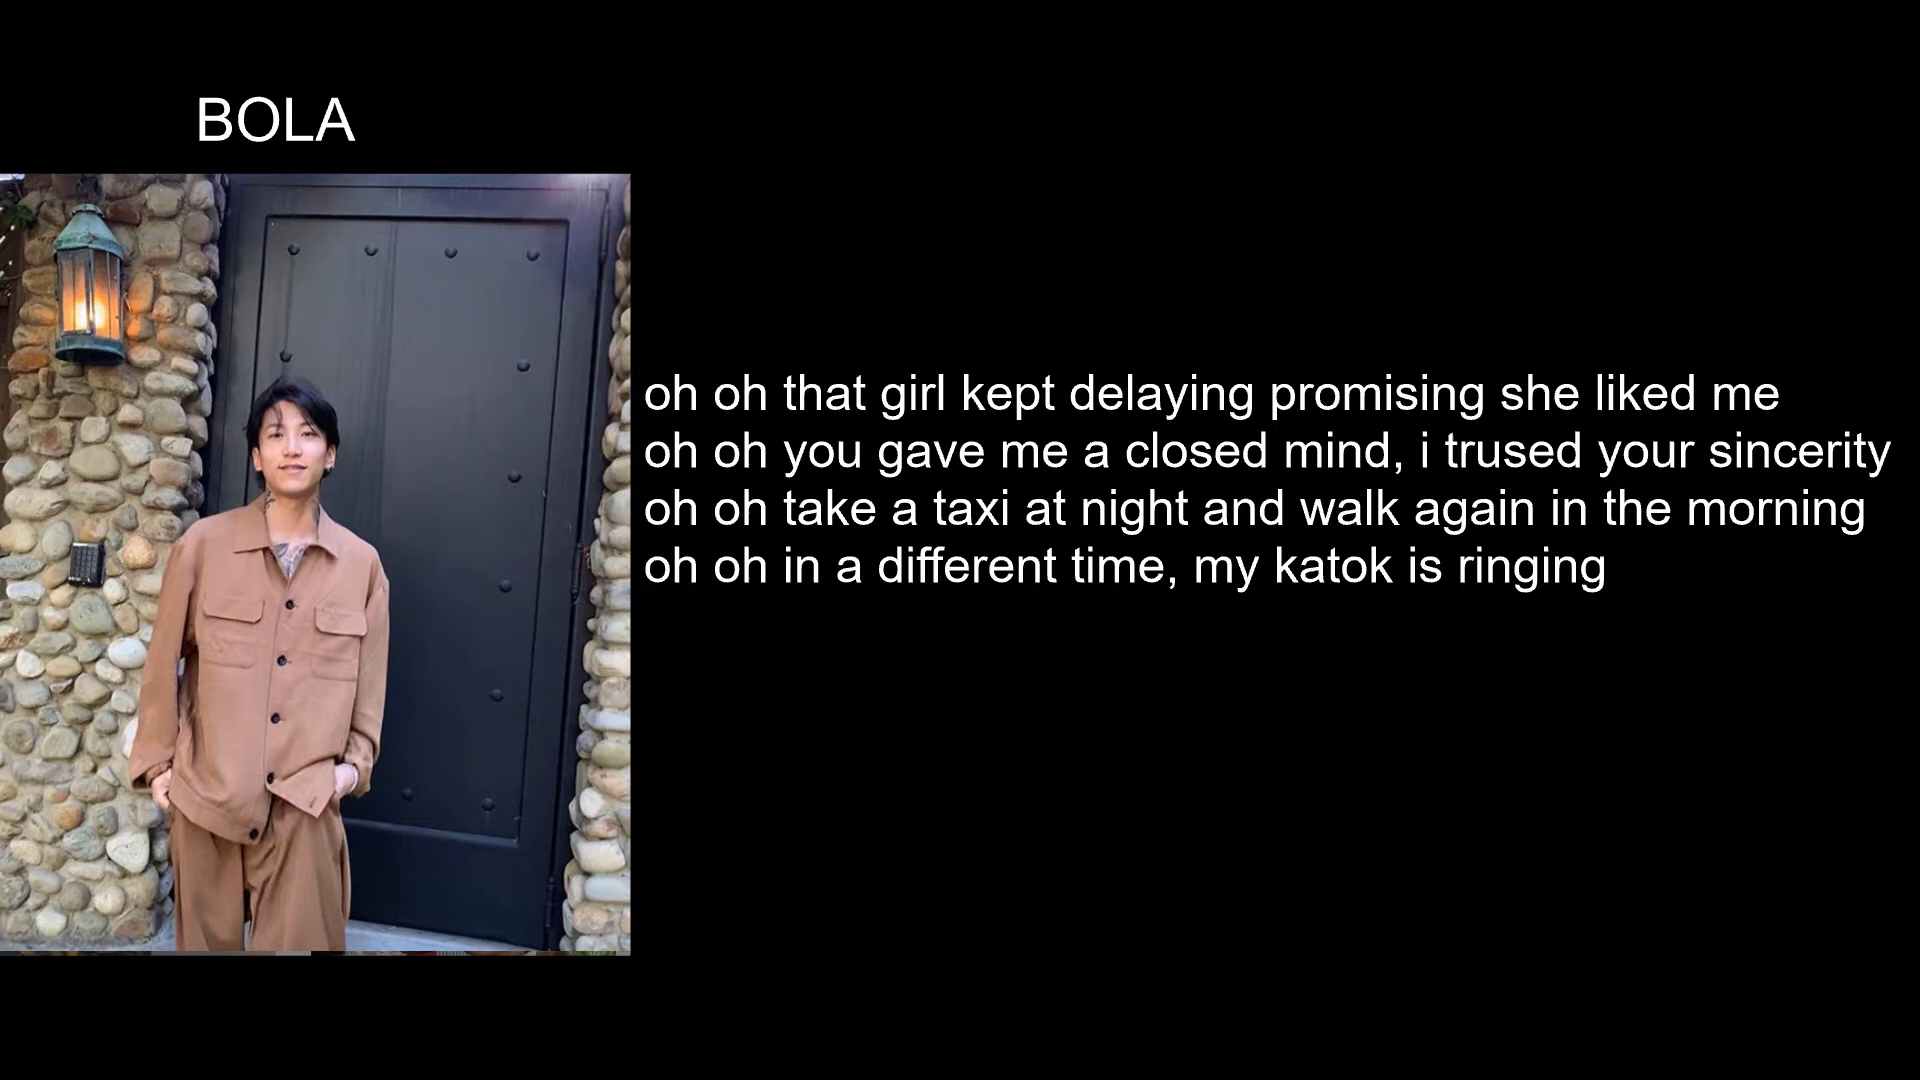 BOLA
oh oh that girl kept delaying promising she liked me
oh oh you gave me a closed mind, i trused your sincerity
oh oh take a taxi at night and walk again in the morning
oh oh in a different time, my katok is ringing